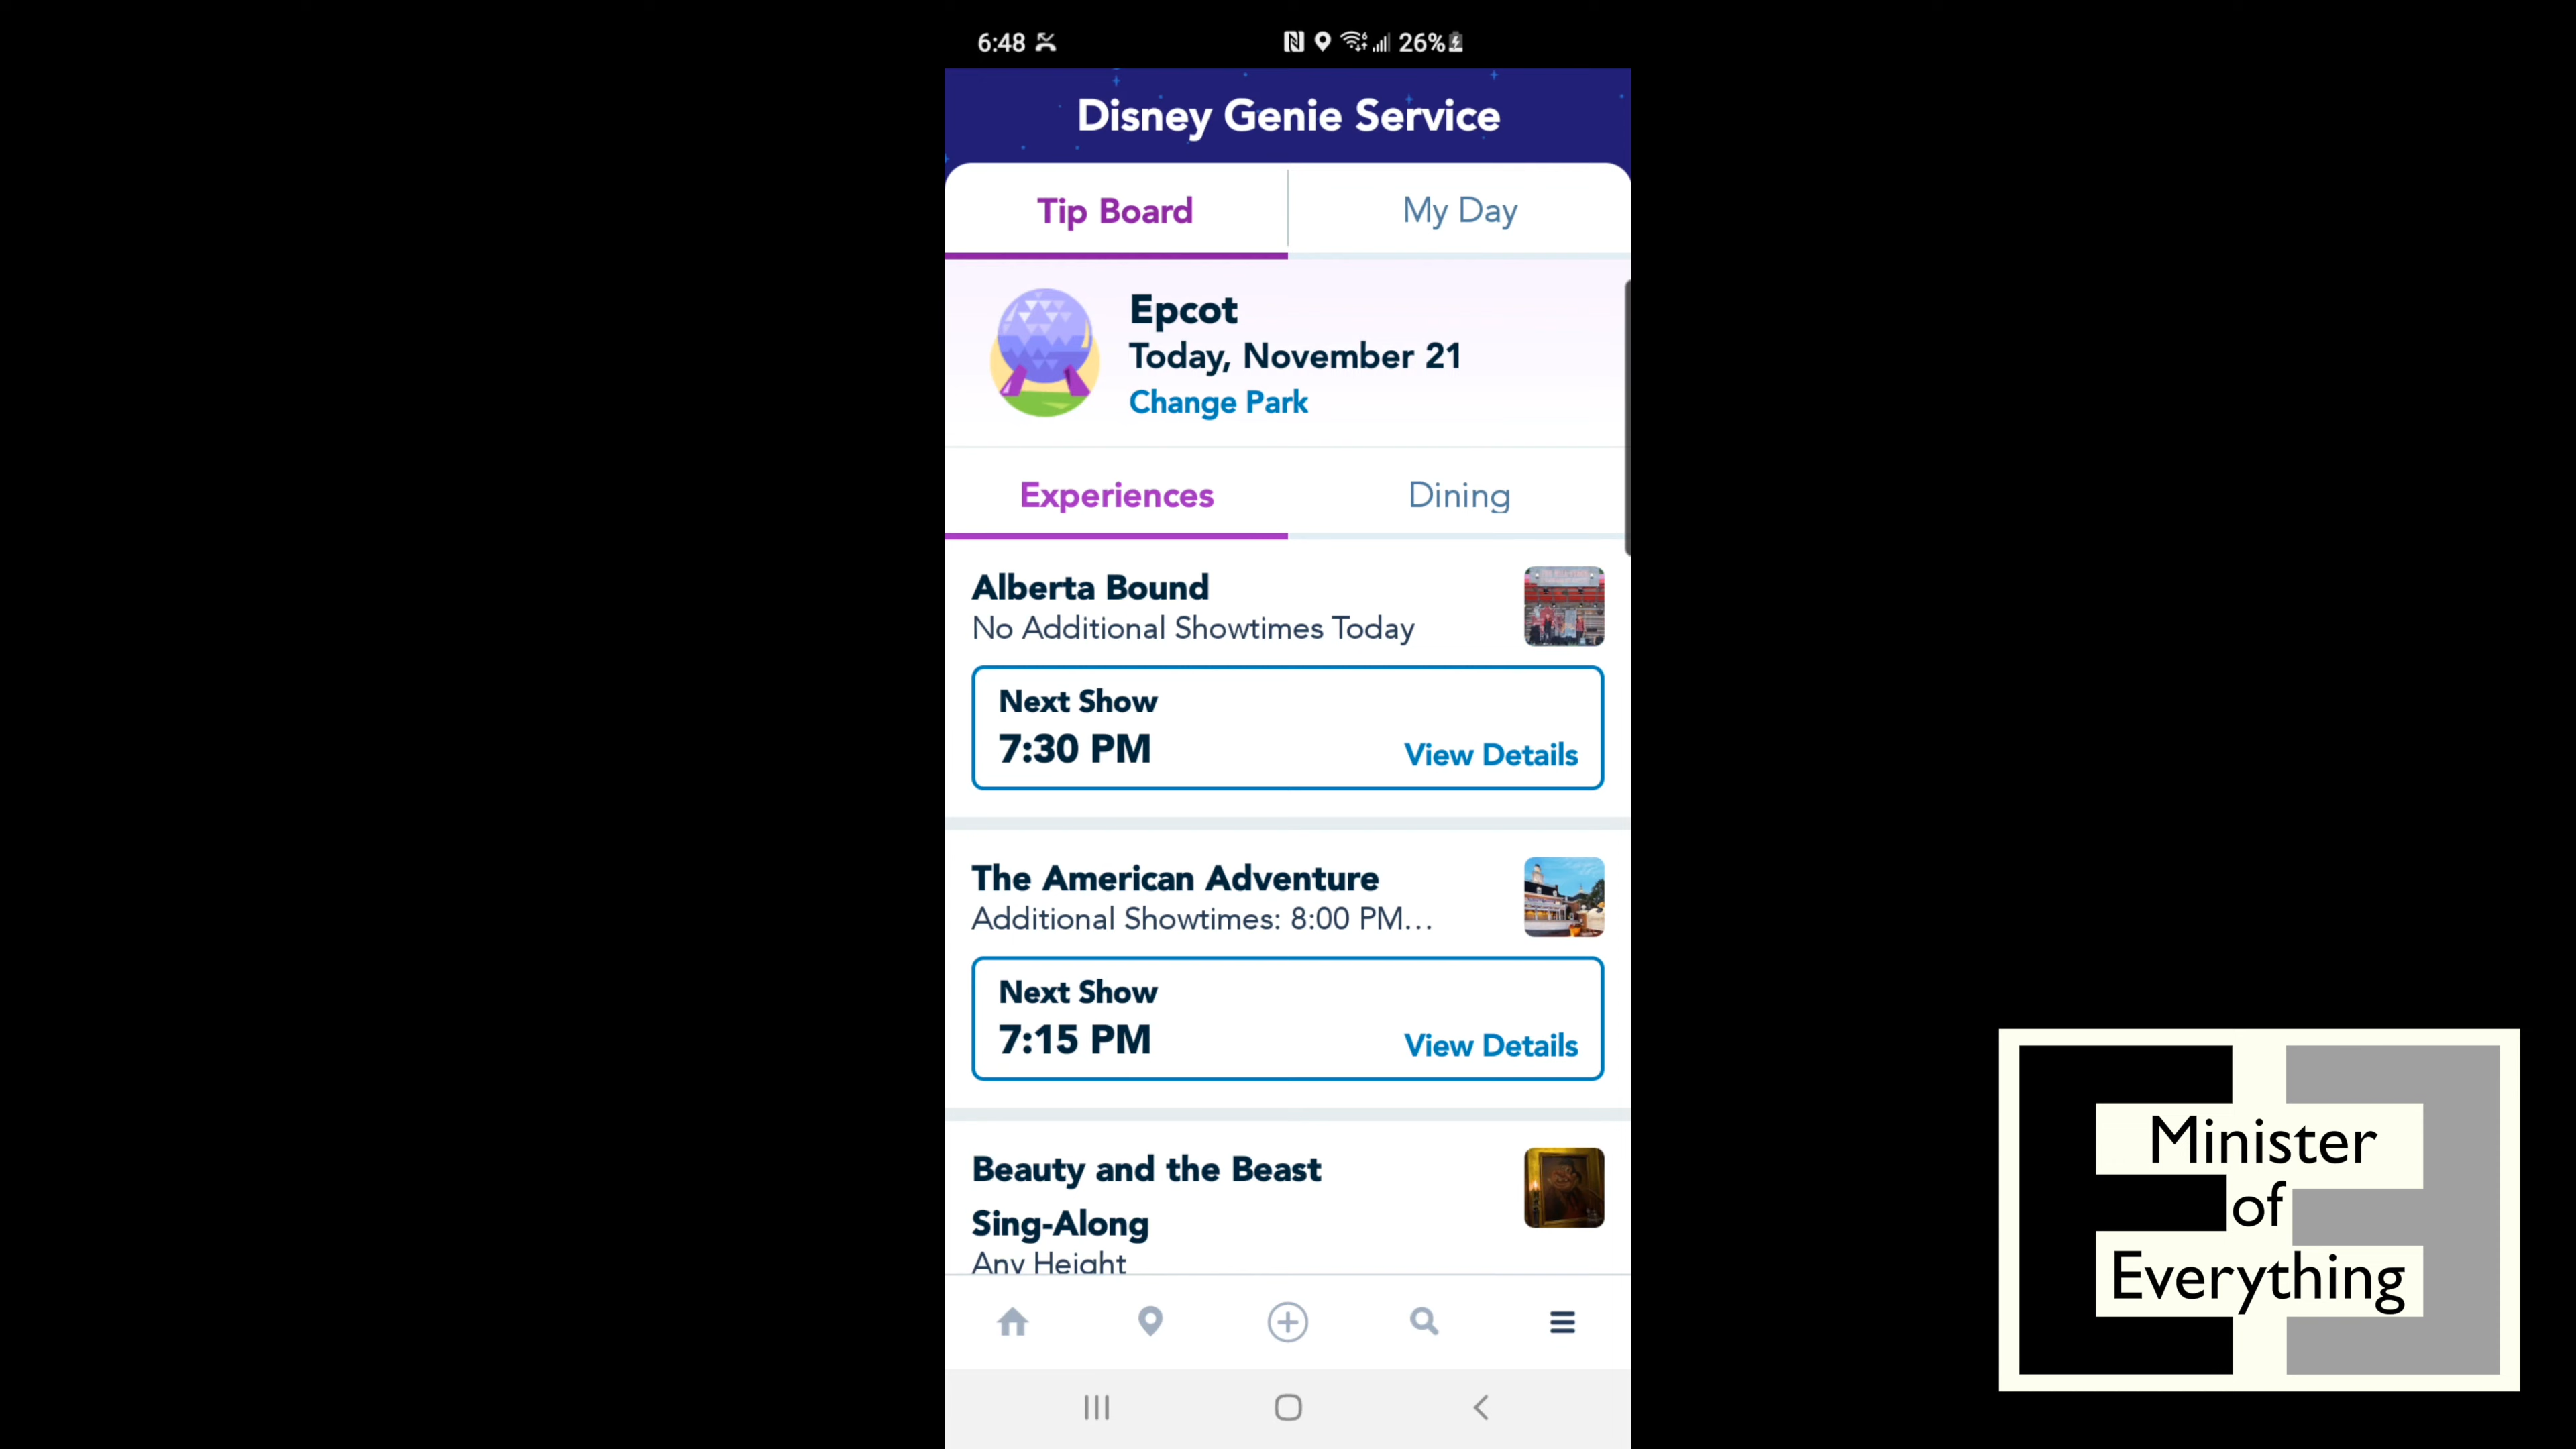 6:48
26%
Disney Genie Service
Tip Board
My Day
Epcot
Today, November 21
Change Park
Experiences
Dining
Alberta Bound
No Additional Showtimes Today
Next Show
7:30 PM
View Details
The American Adventure
Additional Showtimes: 8:00 PM...
Next Show
7:15 PM
View Details
Beauty and the Beast
Sing-Along
Any Height
Minister
of
Everything